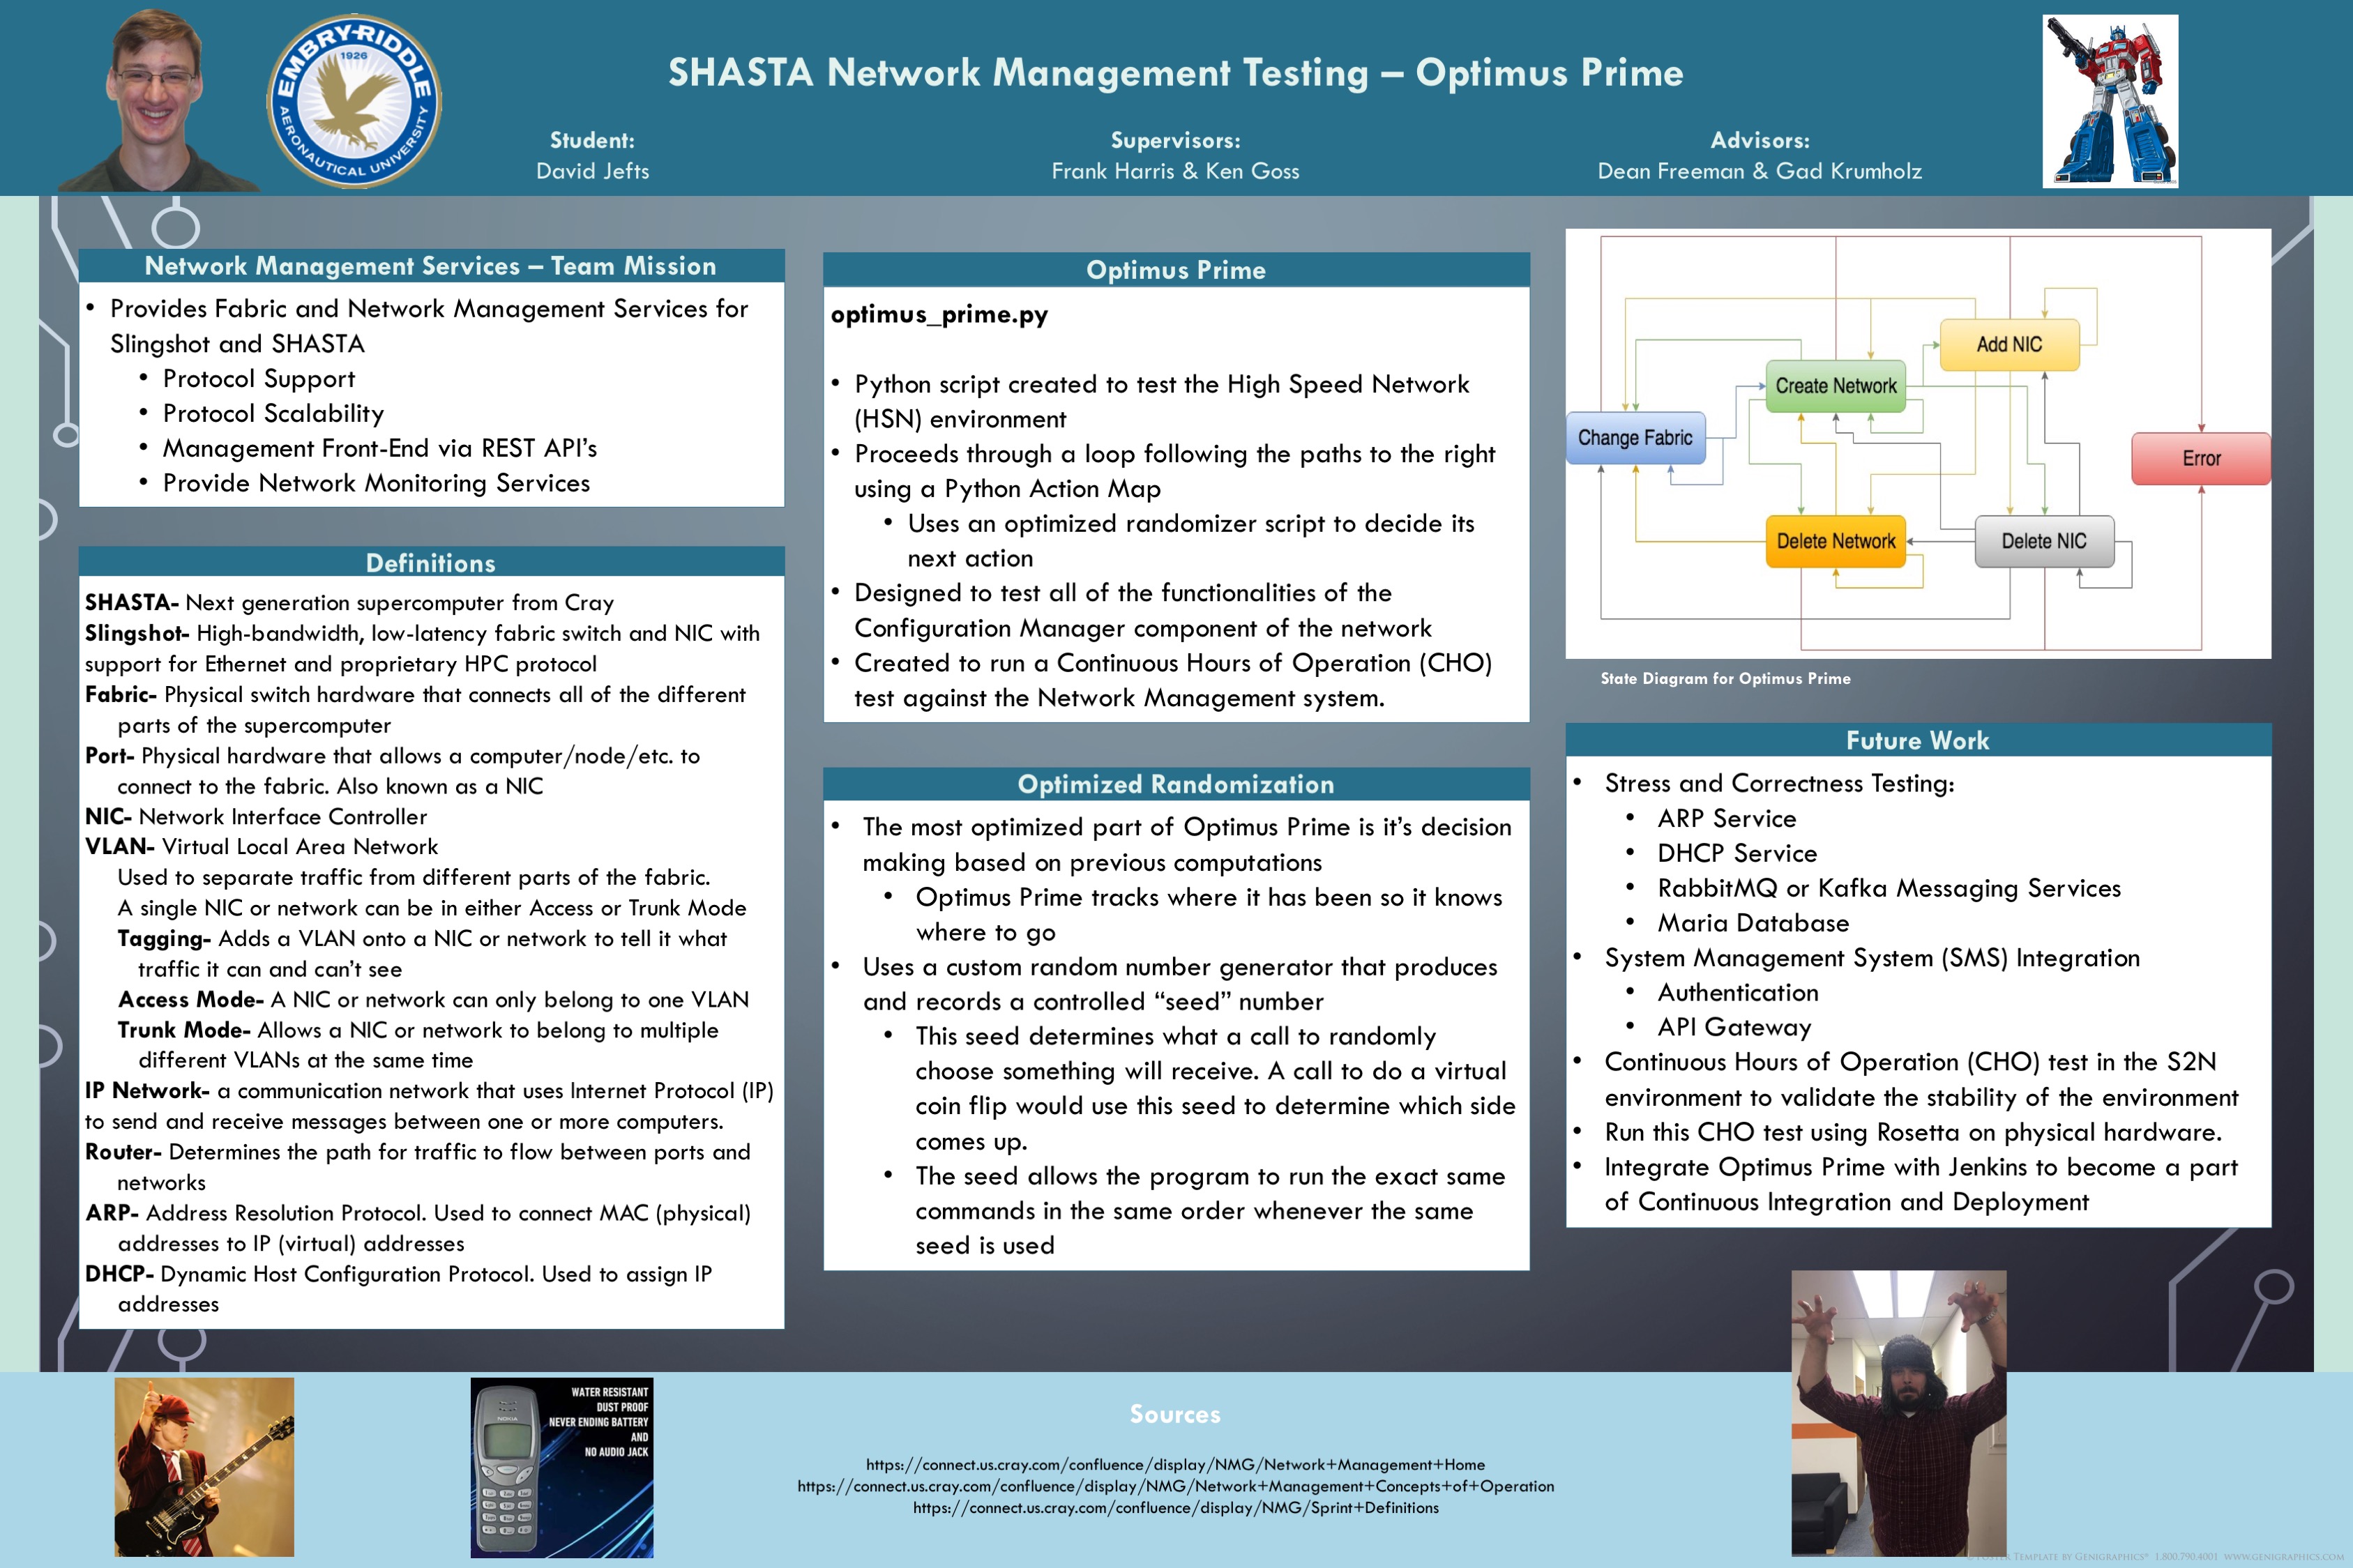 EMBRY-RIDDLE
1926
AERONAUTICAL UNIVERSITY
SHASTA Network Management Testing – Optimus Prime
Student:
David Jefts
Supervisors:
Frank Harris & Ken Goss
Advisors:
Dean Freeman & Gad Krumholz
Network Management Services – Team Mission
• Provides Fabric and Network Management Services for
Slingshot and SHASTA
• Protocol Support
• Protocol Scalability
• Management Front-End via REST API's
• Provide Network Monitoring Services
Definitions
SHASTA- Next generation supercomputer from Cray
Slingshot- High-bandwidth, low-latency fabric switch and NIC with
support for Ethernet and proprietary HPC protocol
Fabric- Physical switch hardware that connects all of the different
parts of the supercomputer
Port- Physical hardware that allows a computer/node/etc. to
connect to the fabric. Also known as a NIC
NIC- Network Interface Controller
VLAN- Virtual Local Area Network
Used to separate traffic from different parts of the fabric.
A single NIC or network can be in either Access or Trunk Mode
Tagging- Adds a VLAN onto a NIC or network to tell it what
traffic it can and can't see
Access Mode- A NIC or network can only belong to one VLAN
Trunk Mode- Allows a NIC or network to belong to multiple
different VLANs at the same time
IP Network- a communication network that uses Internet Protocol (IP)
to send and receive messages between one or more computers.
Router- Determines the path for traffic to flow between ports and
networks
ARP- Address Resolution Protocol. Used to connect MAC (physical)
addresses to IP (virtual) addresses
DHCP- Dynamic Host Configuration Protocol. Used to assign IP
addresses
Optimus Prime
optimus_prime.py
• Python script created to test the High Speed Network
(HSN) environment
• Proceeds through a loop following the paths to the right
using a Python Action Map
• Uses an optimized randomizer script to decide its
next action
• Designed to test all of the functionalities of the
Configuration Manager component of the network
• Created to run a Continuous Hours of Operation (CHO)
test against the Network Management system.
Optimized Randomization
• The most optimized part of Optimus Prime is it's decision
making based on previous computations
• Optimus Prime tracks where it has been so it knows
where to go
• Uses a custom random number generator that produces
and records a controlled “seed” number
• This seed determines what a call to randomly
choose something will receive. A call to do a virtual
coin flip would use this seed to determine which side
comes up.
• The seed allows the program to run the exact same
commands in the same order whenever the same
seed is used
Add NIC
Create Network
Change Fabric
Error
Delete Network
Delete NIC
State Diagram for Optimus Prime
Future Work
• Stress and Correctness Testing:
• ARP Service
• DHCP Service
• RabbitMQ or Kafka Messaging Services
• Maria Database
• System Management System (SMS) Integration
• Authentication
• API Gateway
• Continuous Hours of Operation (CHO) test in the S2N
environment to validate the stability of the environment
• Run this CHO test using Rosetta on physical hardware.
• Integrate Optimus Prime with Jenkins to become a part
of Continuous Integration and Deployment
NOKIA
WATER RESISTANT
DUST PROOF
NEVER ENDING BATTERY
AND
NO AUDIO JACK
Sources
https://connect.us.cray.com/confluence/display/NMG/Network+Management+Home
https://connect.us.cray.com/confluence/display/NMG/Network+Management+Concepts+of+Operation
https://connect.us.cray.com/confluence/display/NMG/Sprint+Definitions
POSTER TEMPLATE BY GENIGRAPHICS® 1.800.790.4001 WWW.GENIGRAPHICS.COM